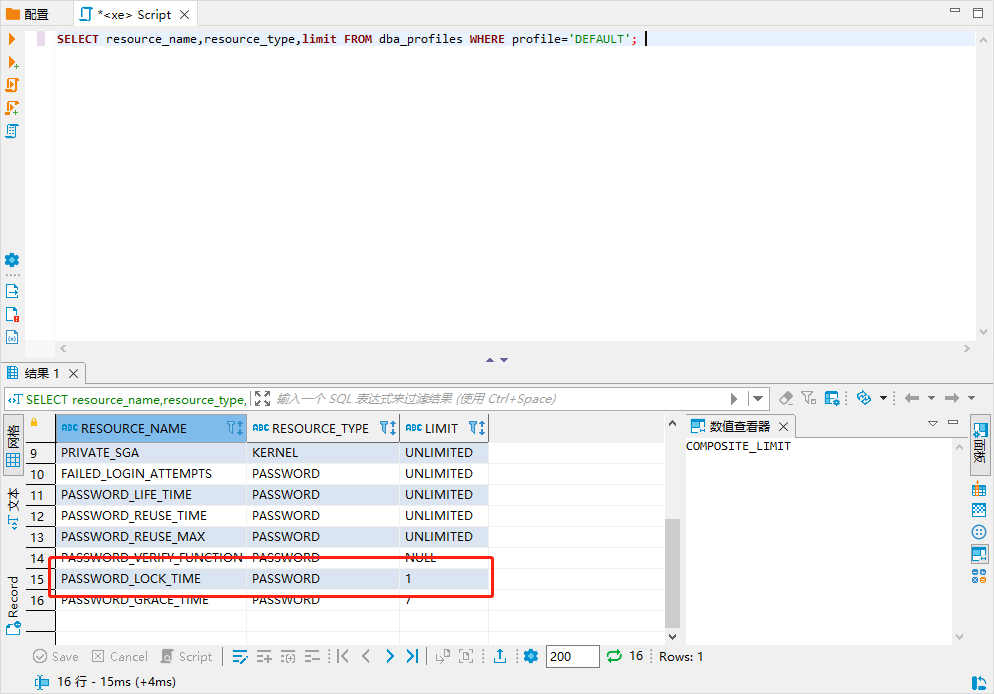 配置
*<xe> Script
SELECT resource_name,resource_type,limit FROM dba_profiles WHERE profile='DEFAULT';
结果 1
SELECT resource_name,resource_type,
输入一个 SQL 表达式来过滤结果 (使用 Ctrl+Space)
网格
文本
Record
ABC RESOURCE_NAME ABC RESOURCE_TYPE ABC LIMIT
9 PRIVATE_SGA KERNEL UNLIMITED
10 FAILED_LOGIN_ATTEMPTS PASSWORD UNLIMITED
11 PASSWORD_LIFE_TIME PASSWORD UNLIMITED
12 PASSWORD_REUSE_TIME PASSWORD UNLIMITED
13 PASSWORD_REUSE_MAX PASSWORD UNLIMITED
14 PASSWORD_VERIFY_FUNCTION PASSWORD NULL
15 PASSWORD_LOCK_TIME PASSWORD 1
16 PASSWORD_GRACE_TIME PASSWORD 7
数值查看器
COMPOSITE_LIMIT
面板
Save Cancel Script 200 16 Rows: 1
16 行 - 15ms (+4ms)